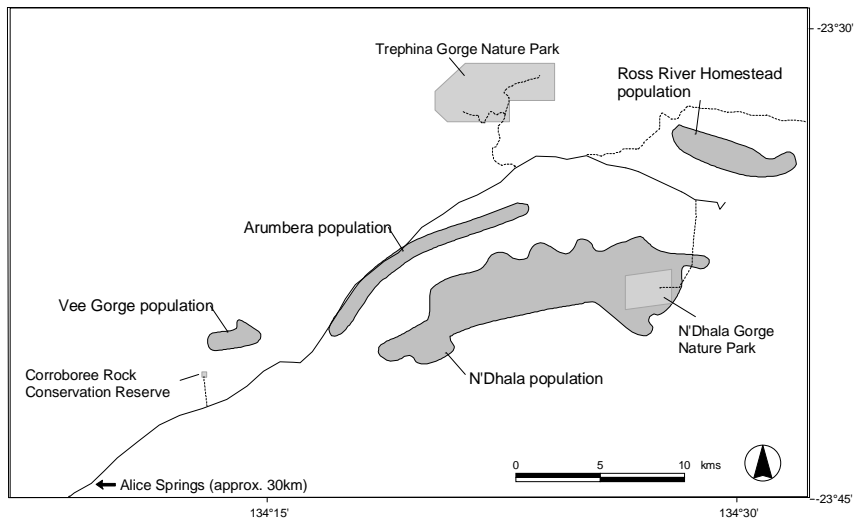 -23°30'
Trephina Gorge Nature Park
Ross River Homestead
population
Arumbera population
Vee Gorge population
N'Dhala Gorge
Nature Park
Corroboree Rock
Conservation Reserve
N'Dhala population
0 5 10 kms
Alice Springs (approx. 30km)
-23°45'
134°15'
134°30'